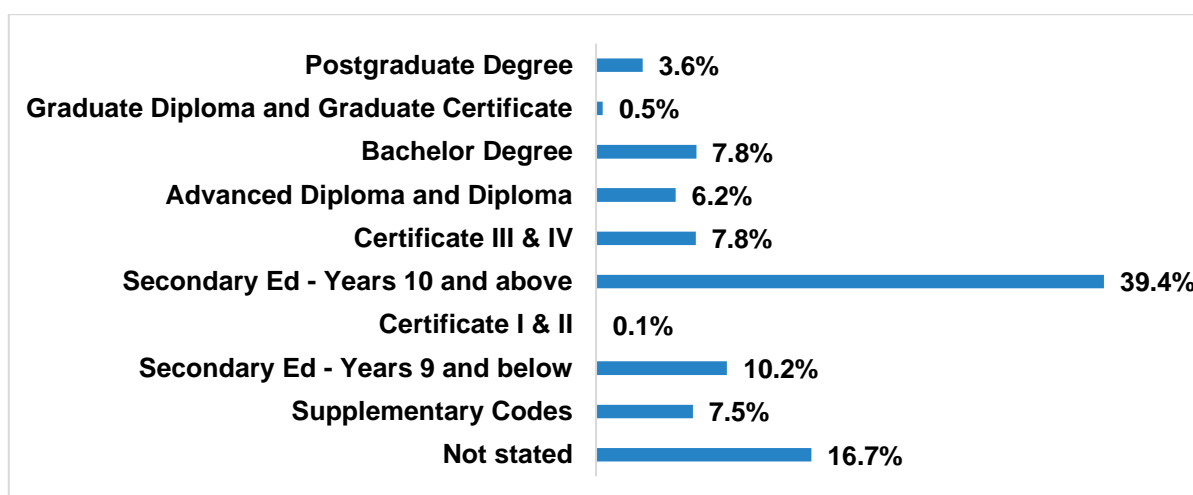 Postgraduate Degree 3.6%
Graduate Diploma and Graduate Certificate 0.5%
Bachelor Degree 7.8%
Advanced Diploma and Diploma 6.2%
Certificate III & IV 7.8%
Secondary Ed - Years 10 and above 39.4%
Certificate I & II 0.1%
Secondary Ed - Years 9 and below 10.2%
Supplementary Codes 7.5%
Not stated 16.7%